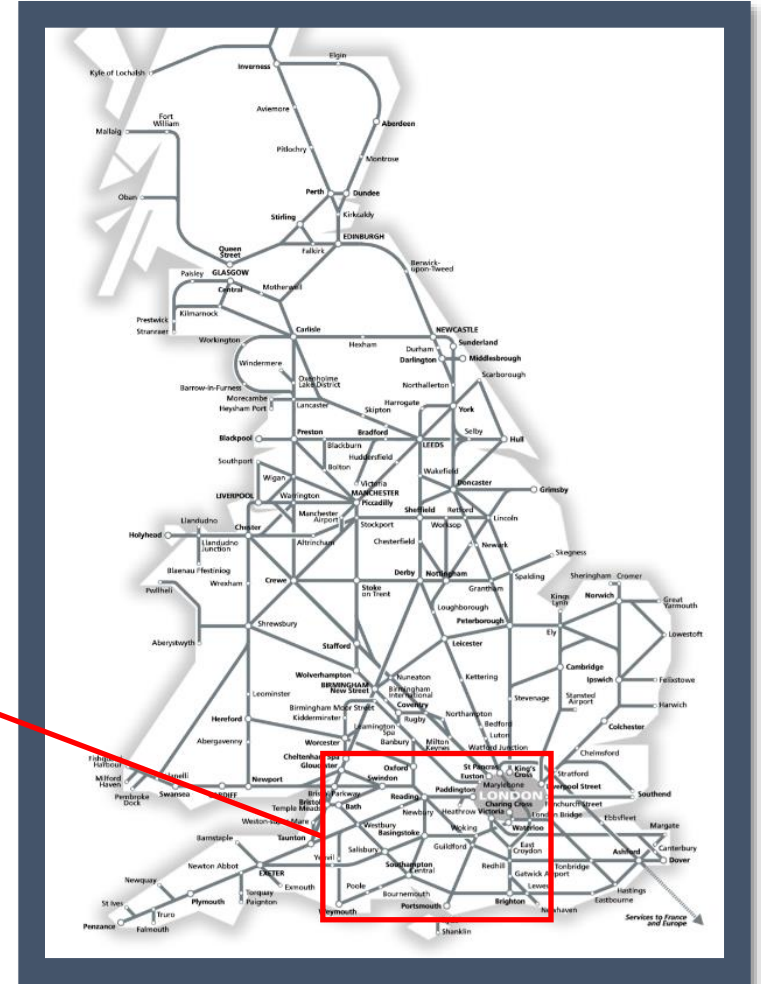 Elgin
Inverness
Kyle of Lochalsh
Aviemore
Fort
William
Mallaig
Aberdeen
Pitlochry
Montrose
Perth
Dundee
Oban
Stirling
Kirkcaldy
EDINBURGH
Queen
Street
Falkirk
Berwick-
upon-Tweed
Paisley
GLASGOW
Central
Motherwell
Prestwick
Kilmarnock
Stranraer
Carlisle
NEWCASTLE
Workington
Hexham
Durham
Sunderland
Darlington
Middlesbrough
Windermere
Scarborough
Oxenholme
Lake District
Northallerton
Barrow-in-Furness
Morecambe
Heysham Port
Lancaster
Harrogate
Skipton
York
Blackpool
Preston
Bradford
Selby
Blackburn
LEEDS
Hull
Huddersfield
Southport
Bolton
Wakefield
Wigan
Victoria
Doncaster
MANCHESTER
Piccadilly
LIVERPOOL
Warrington
Grimsby
Manchester
Airport
Sheffield
Retford
Llandudno
Stockport
Worksop
Lincoln
Holyhead
Chester
Llandudno
Junction
Altrincham
Chesterfield
Newark
Skegness
Blaenau Ffestiniog
Wrexham
Crewe
Derby
Nottingham
Spalding
Sheringham
Cromer
Pwllheli
Stoke
on Trent
Grantham
Kings
Lynn
Norwich
Great
Yarmouth
Loughborough
Shrewsbury
Peterborough
Ely
Lowestoft
Aberystwyth
Stafford
Leicester
Wolverhampton
Nuneaton
Kettering
Cambridge
BIRMINGHAM
New Street
Birmingham
International
Ipswich
Felixstowe
Leominster
Coventry
Stevenage
Stansted
Airport
Birmingham Moor Street
Harwich
Hereford
Kidderminster
Rugby
Northampton
Leamington
Spa
Bedford
Colchester
Abergavenny
Worcester
Banbury
Milton
Keynes
Luton
Watford Junction
Chelmsford
Cheltenham Spa
Gloucester
Oxford
St Pancras
King's
Cross
Euston
Stratford
Fishguard
Harbour
Llanelli
Swindon
Marylebone
Liverpool Street
Milford
Haven
Newport
Paddington
LONDON
Southend
Pembroke
Dock
Swansea
CARDIFF
Bristol Parkway
Reading
Fenchurch Street
Bristol
Temple Meads
Bath
Newbury
Heathrow
Victoria
Charing Cross
London Bridge
Ebbsfleet
Weston-super-Mare
Westbury
Waterloo
Margate
Barnstaple
Taunton
Basingstoke
Woking
East
Croydon
Canterbury
Yeovil
Salisbury
Guildford
Ashford
Dover
Newton Abbot
EXETER
Southampton
Central
Redhill
Tonbridge
Gatwick Airport
Newquay
Exmouth
Poole
Lewes
Hastings
Torquay
Bournemouth
Eastbourne
St Ives
Plymouth
Paignton
Brighton
Truro
Weymouth
Portsmouth
Newhaven
Penzance
Falmouth
Services to France
and Europe
Shanklin